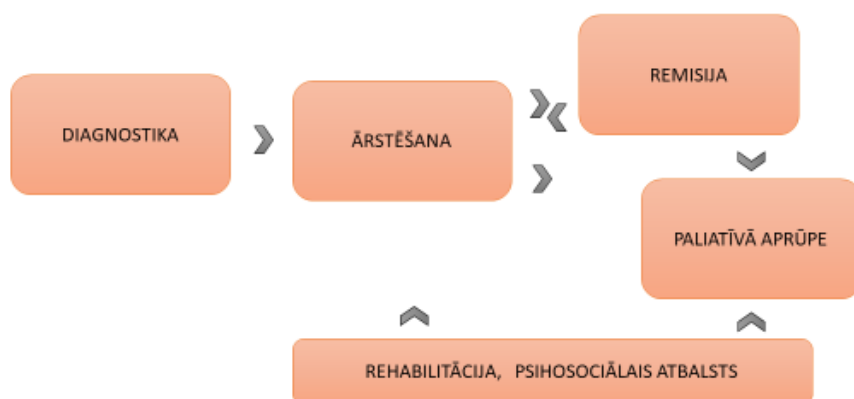 DIAGNOSTIKA
ĀRSTĒŠANA
REMISIJA
PALIATĪVĀ APRŪPE
REHABILITĀCIJA, PSIHOSOCIĀLAIS ATBALSTS